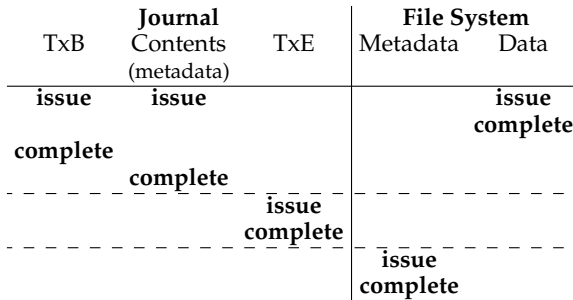 Journal File System
TxB Contents TxE Metadata Data
(metadata)
issue issue issue
complete
complete
complete
issue
complete
issue
complete